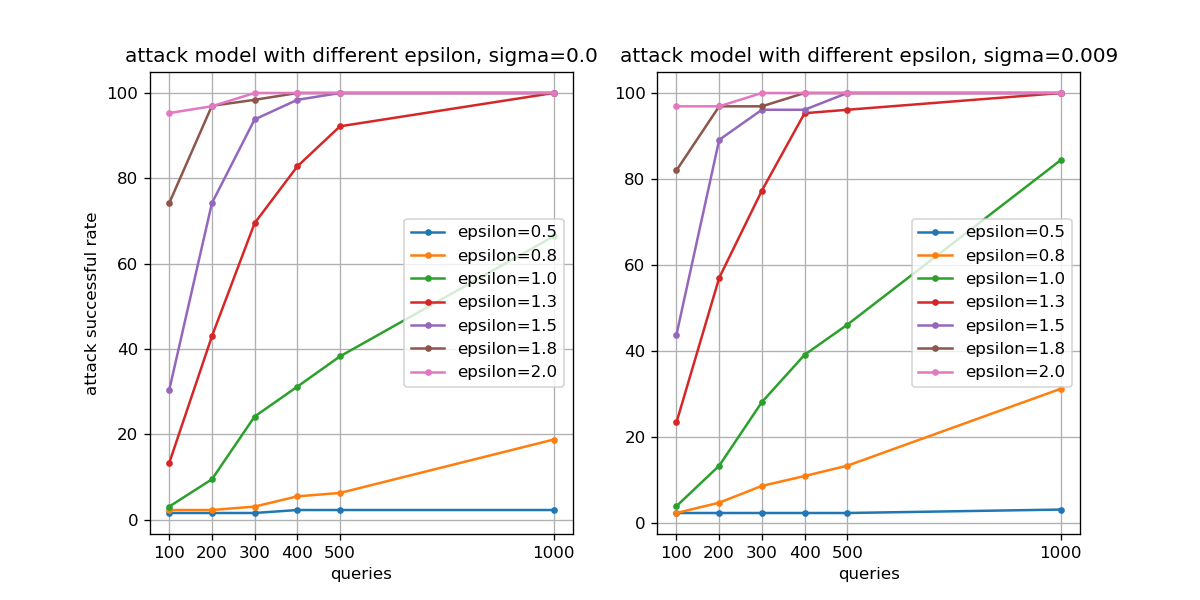 attack model with different epsilon, sigma=0.0
attack successful rate
100
80
60
40
20
0
epsilon=0.5
epsilon=0.8
epsilon=1.0
epsilon=1.3
epsilon=1.5
epsilon=1.8
epsilon=2.0
100 200 300 400 500 1000
queries
attack model with different epsilon, sigma=0.009
100
80
60
40
20
0
epsilon=0.5
epsilon=0.8
epsilon=1.0
epsilon=1.3
epsilon=1.5
epsilon=1.8
epsilon=2.0
100 200 300 400 500 1000
queries